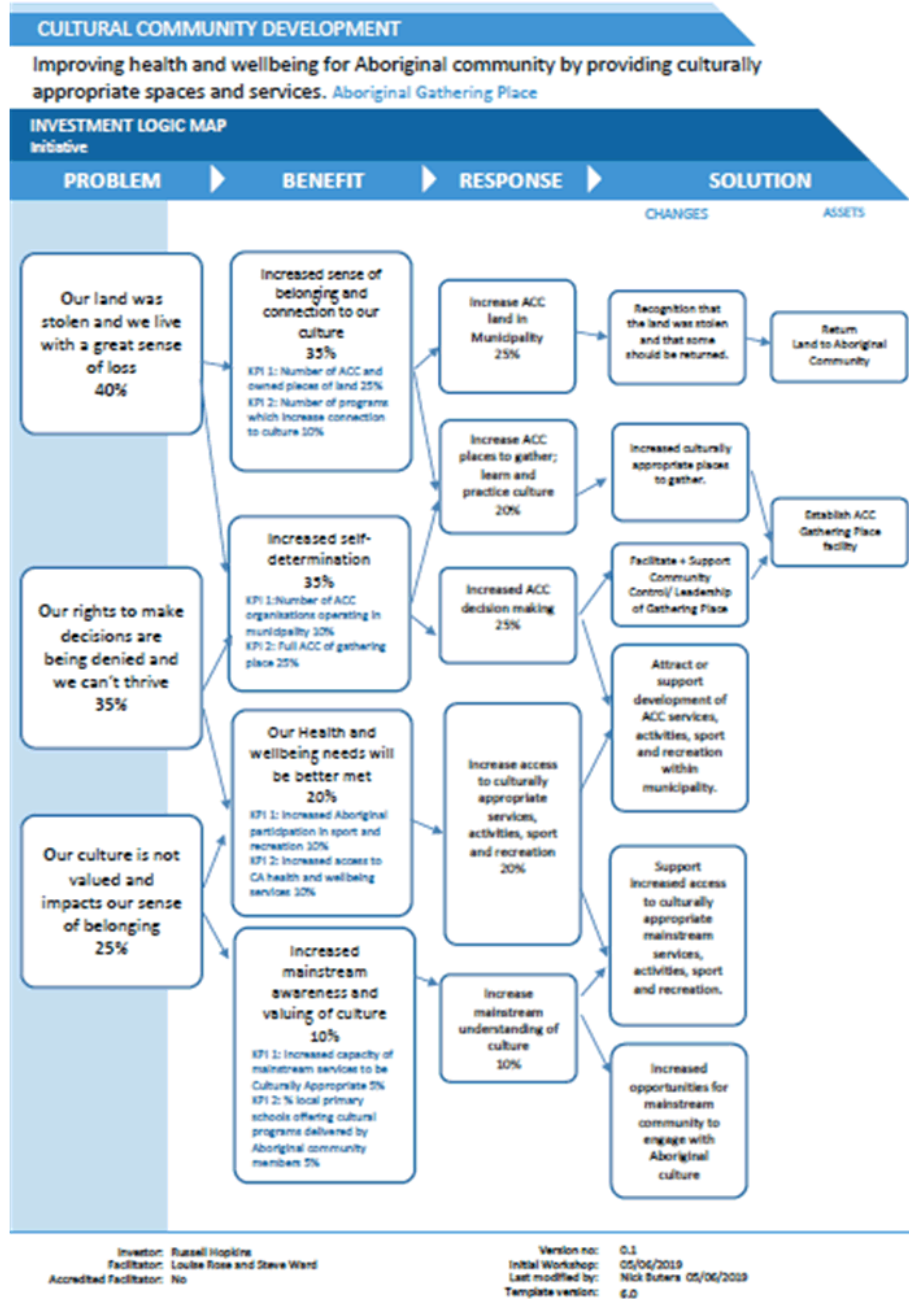 CULTURAL COMMUNITY DEVELOPMENT
Improving health and wellbeing for Aboriginal community by providing culturally
appropriate spaces and services. Aboriginal Gathering Place
INVESTMENT LOGIC MAP
Initiative
PROBLEM
BENEFIT
RESPONSE
SOLUTION
CHANGES
ASSETS
Our land was
stolen and we live
with a great sense
of loss
40%
Our rights to make
decisions are
being denied and
we can't thrive
35%
Our culture is not
valued and
impacts our sense
of belonging
25%
Increased sense of
belonging and
connection to our
culture
35%
KPI 1: Number of ACC and
owned pieces of land 25%
KPI 2: Number of programs
which increase connection
to culture 10%
Increased self-
determination
35%
KPI 1:Number of ACC
organisations operating in
municipality 10%
KPI 2: Full ACC of gathering
place 25%
Our Health and
wellbeing needs will
be better met
20%
KPI 1: Increased Aboriginal
participation in sport and
recreation 10%
KPI 2: Increased access to
CA health and wellbeing
services 10%
Increased
mainstream
awareness and
valuing of culture
10%
KPI 1: Increased capacity of
mainstream services to be
Culturally Appropriate 5%
KPI 2: % local primary
schools offering cultural
programs delivered by
Aboriginal community
members 5%
Increase ACC
land in
Municipality
25%
Increase ACC
places to gather;
learn and
practice culture
20%
Increased ACC
decision making
25%
Increase access
to culturally
appropriate
services,
activities, sport
and recreation
20%
Increase
mainstream
understanding of
culture
10%
Recognition that
the land was stolen
and that some
should be returned.
Increased culturally
appropriate places
to gather.
Facilitate + Support
Community
Control/ Leadership
of Gathering Place
Attract or
support
development of
ACC services,
activities, sport
and recreation
within
municipality.
Support
increased access
to culturally
appropriate
mainstream
services,
activities, sport
and recreation.
Increased
opportunities for
mainstream
community to
engage with
Aboriginal
culture
Return
Land to Aboriginal
Community
Establish ACC
Gathering Place
facility
Investor: Russell Hopkins
Facilitator: Louise Rose and Steve Ward
Accredited Facilitator: No
Version no: 0.1
Initial Workshop: 05/06/2019
Last modified by: Nick Butera 05/06/2019
Template version: 6.0